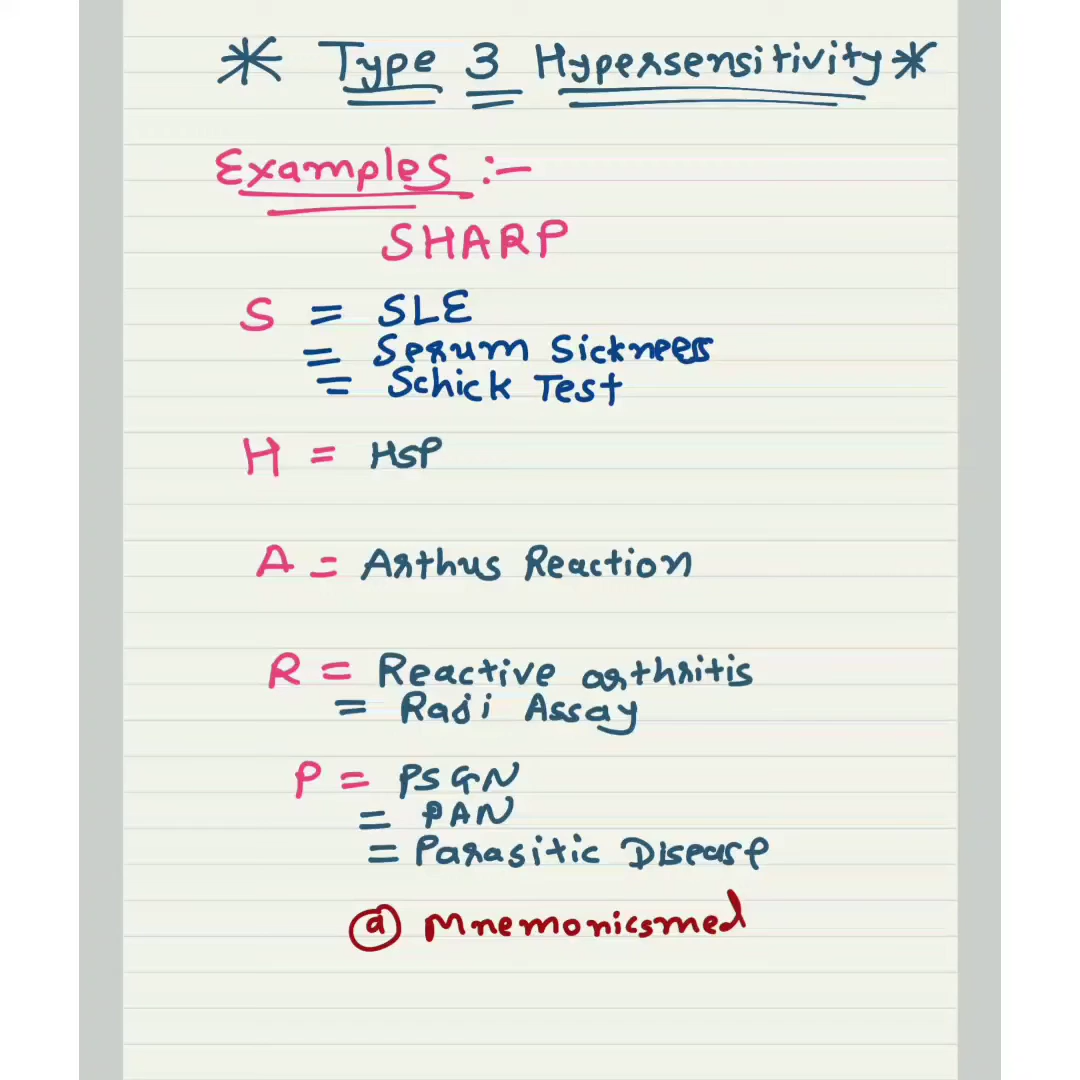 * Type 3 Hypersensitivity *
Examples :-
SHARP
S = SLE
= Serum Sickness
= Schick Test
H = HSP
A = Arthus Reaction
R = Reactive arthritis
= Raji Assay
P = PSGN
= PAN
= Parasitic Disease
@ Mnemonicsmed